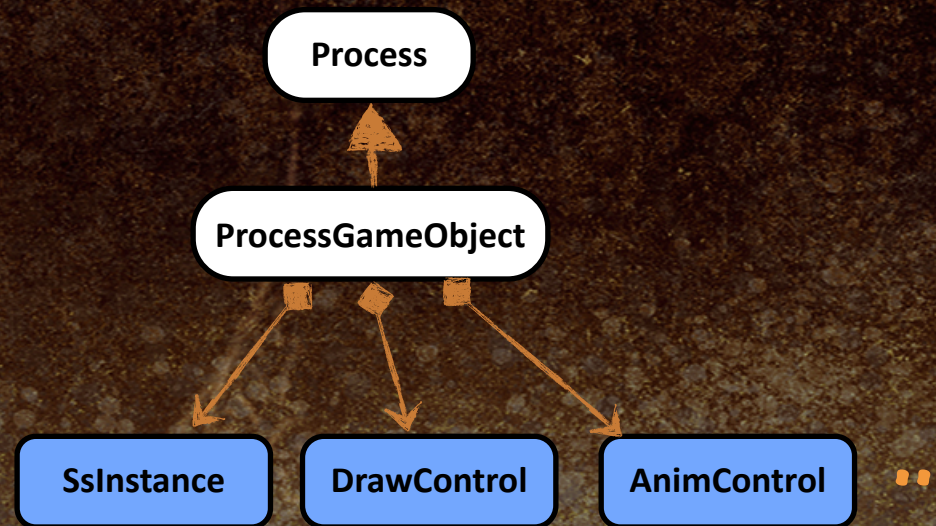 Process
ProcessGameObject
SsInstance
DrawControl
AnimControl